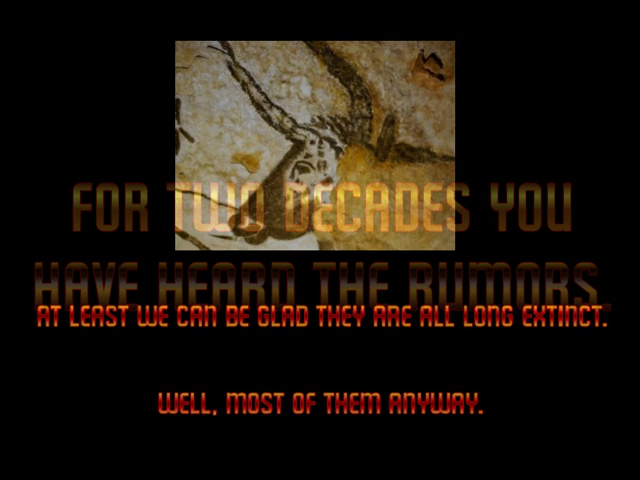 FOR TWO DECADES YOU
HAVE HEARD THE RUMORS.
AT LEAST WE CAN BE GLAD THEY ARE ALL LONG EXTINCT.
WELL, MOST OF THEM ANYWAY.